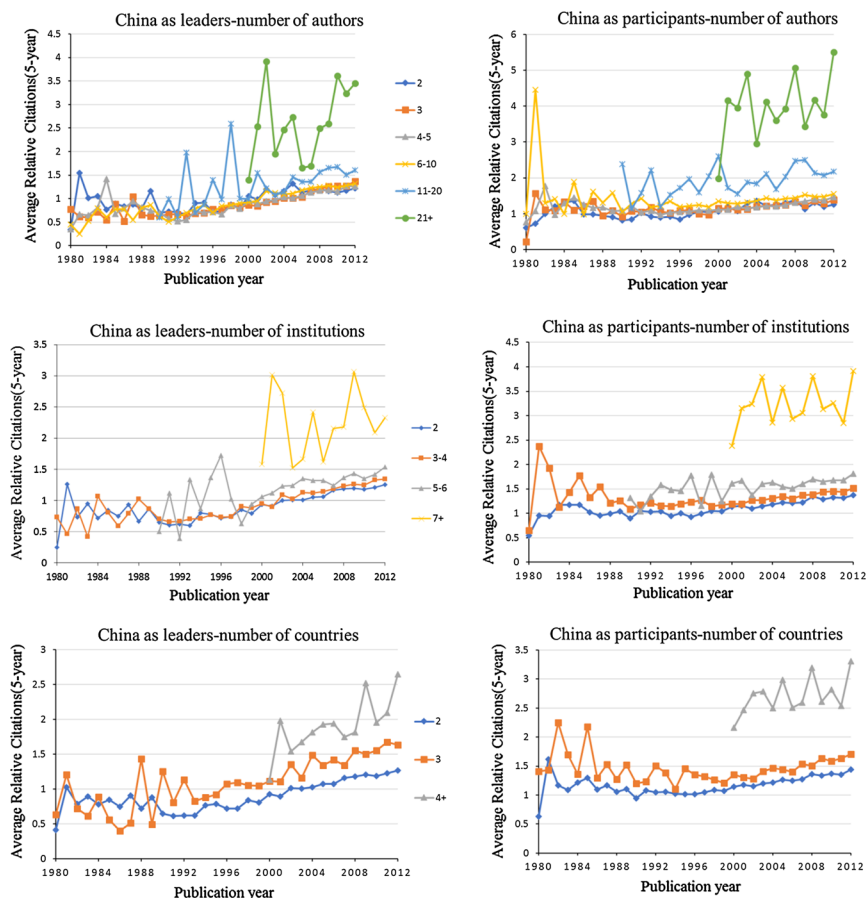 China as leaders-number of authors
Average Relative Citations(5-year)
4.5
4
3.5
3
2.5
2
1.5
1
0.5
0
1980 1984 1988 1992 1996 2000 2004 2008 2012
Publication year
2
3
4-5
6-10
11-20
21+
China as participants-number of authors
Average Relative Citations(5-year)
6
5
4
3
2
1
0
1980 1984 1988 1992 1996 2000 2004 2008 2012
Publication year
China as leaders-number of institutions
Average Relative Citations(5-year)
3.5
3
2.5
2
1.5
1
0.5
0
1980 1984 1988 1992 1996 2000 2004 2008 2012
Publication year
2
3-4
5-6
7+
China as participants-number of institutions
Average Relative Citations(5-year)
4.5
4
3.5
3
2.5
2
1.5
1
0.5
0
1980 1984 1988 1992 1996 2000 2004 2008 2012
Publication year
China as leaders-number of countries
Average Relative Citations(5-year)
3
2.5
2
1.5
1
0.5
0
1980 1984 1988 1992 1996 2000 2004 2008 2012
Publication year
2
3
4+
China as participants-number of countries
Average Relative Citations(5-year)
3.5
3
2.5
2
1.5
1
0.5
0
1980 1984 1988 1992 1996 2000 2004 2008 2012
Publication year